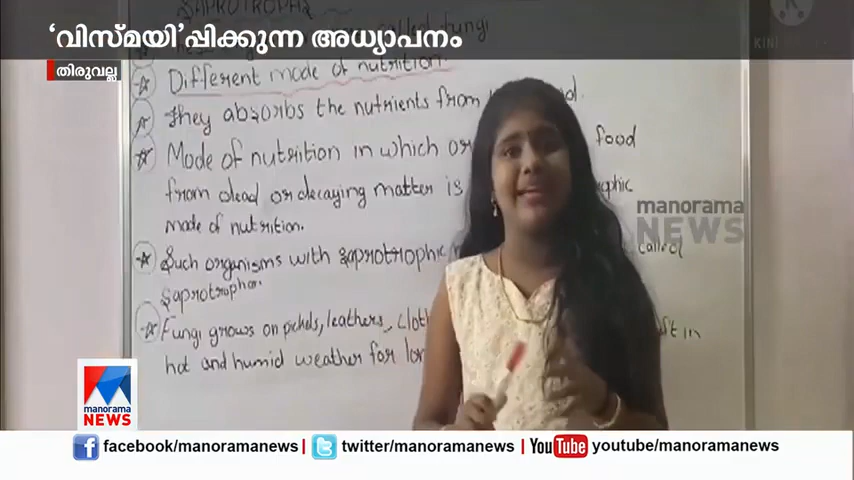 SAPROTROPHS
called fungi
'വിസ്മയി'പ്പിക്കുന്ന അധ്യാപനം
തിരുവല്ല
Different mode of nutrition.
They absorbs the nutrients from
Mode of nutrition in which or food
from dead or decaying matter is
mode of nutrition.
Such organisms with saprotrophic called
Saprotrophs.
Fungi grows on pickels, leathers, cloth
hot and humid weather for lon
manorama
NEWS
manorama
NEWS
facebook/manoramanews | twitter/manoramanews | YouTube youtube/manoramanews